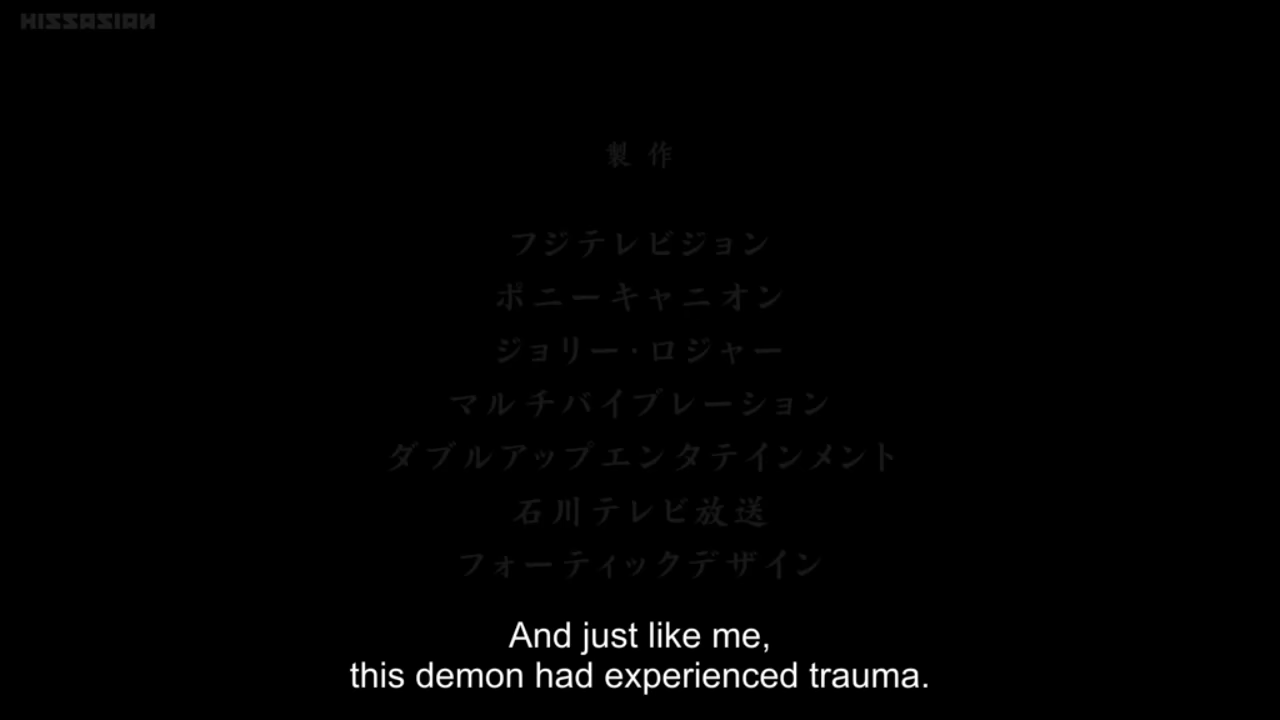 HISSASIAN
製作
フジテレビジョン
ポニーキャニオン
ジョリー・ロジャー
マルチバイブレーション
ダブルアップエンタテインメント
石川テレビ放送
フォーティックデザイン
And just like me,
this demon had experienced trauma.